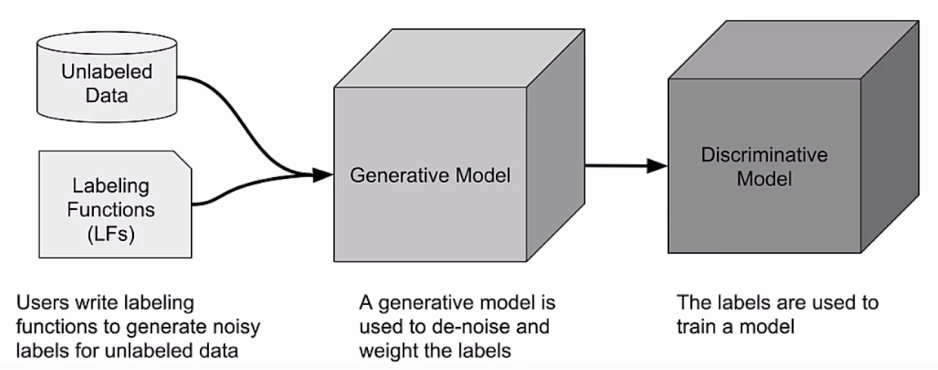 Unlabeled
Data
Labeling
Functions
(LFs)
Generative Model
Discriminative
Model
Users write labeling
functions to generate noisy
labels for unlabeled data
A generative model is
used to de-noise and
weight the labels
The labels are used to
train a model